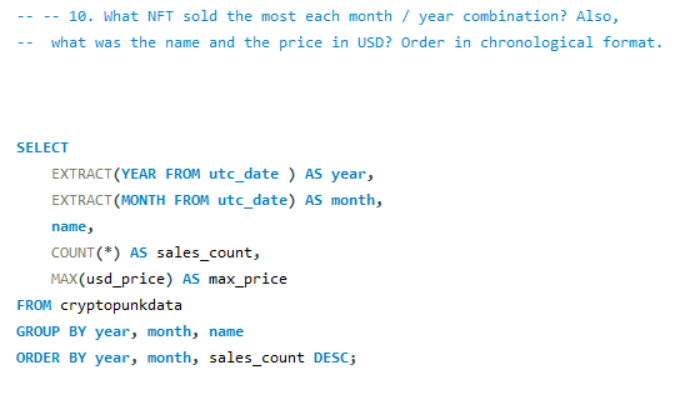 -- -- 10. What NFT sold the most each month / year combination? Also,
--  what was the name and the price in USD? Order in chronological format.
SELECT
    EXTRACT(YEAR FROM utc_date ) AS year,
    EXTRACT(MONTH FROM utc_date) AS month,
    name,
    COUNT(*) AS sales_count,
    MAX(usd_price) AS max_price
FROM cryptopunkdata
GROUP BY year, month, name
ORDER BY year, month, sales_count DESC;